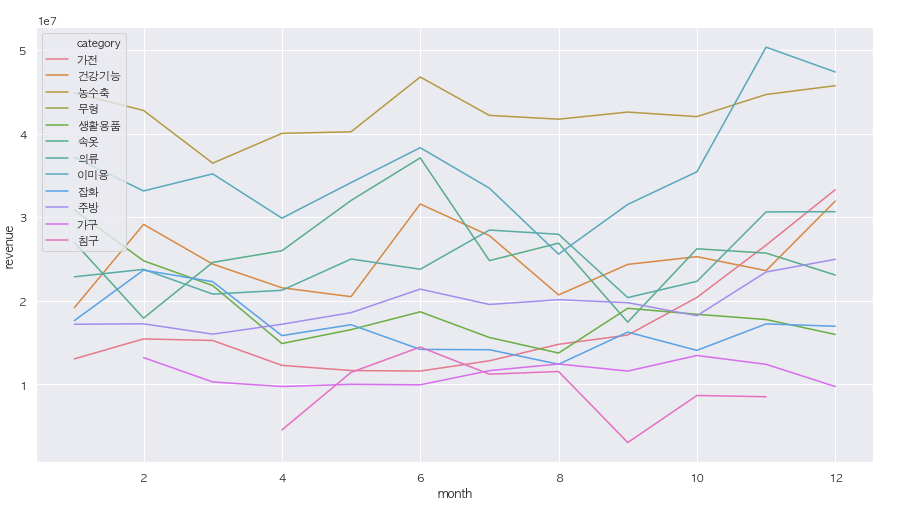 1e7
5
4
3
2
1
revenue
category
가전
건강기능
농수축
무형
생활용품
속옷
의류
이미용
잡화
주방
가구
침구
2
4
6
8
10
12
month